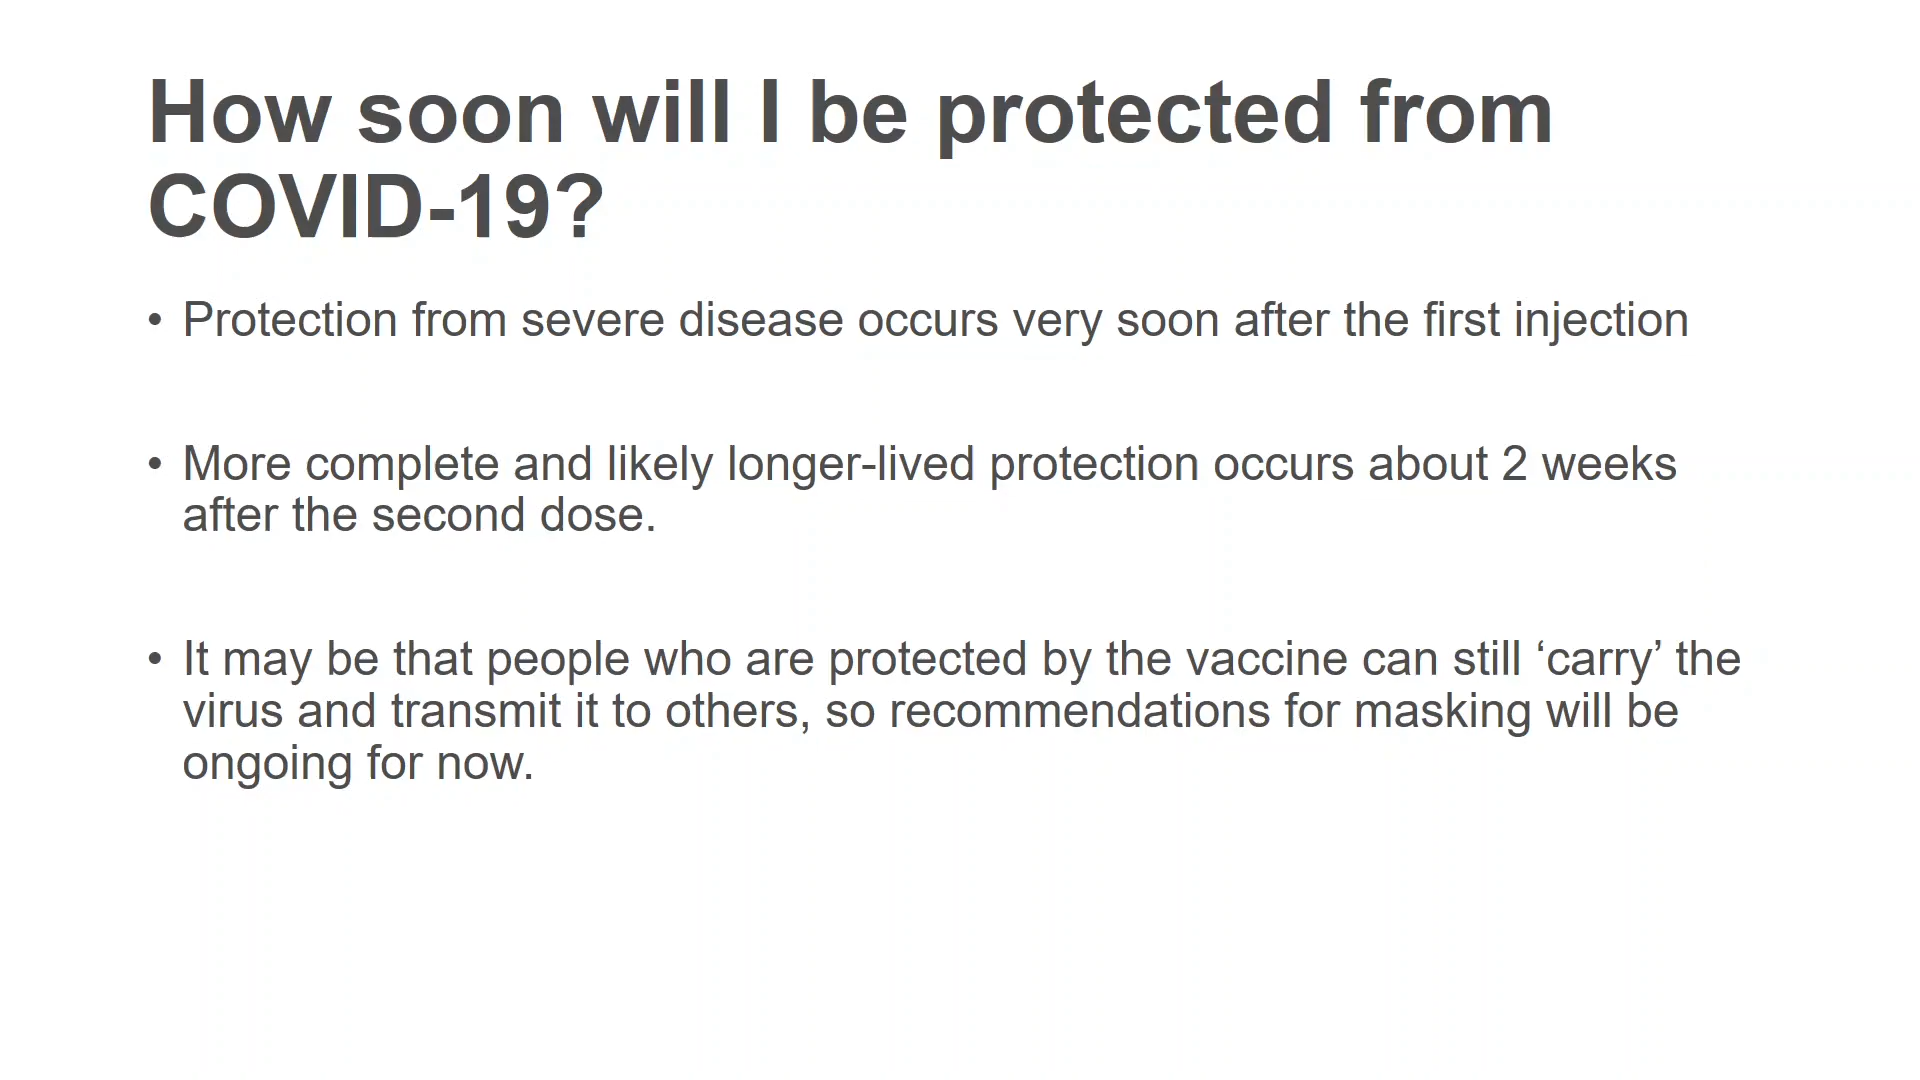 How soon will I be protected from
COVID-19?
• Protection from severe disease occurs very soon after the first injection
• More complete and likely longer-lived protection occurs about 2 weeks
after the second dose.
• It may be that people who are protected by the vaccine can still ‘carry’ the
virus and transmit it to others, so recommendations for masking will be
ongoing for now.